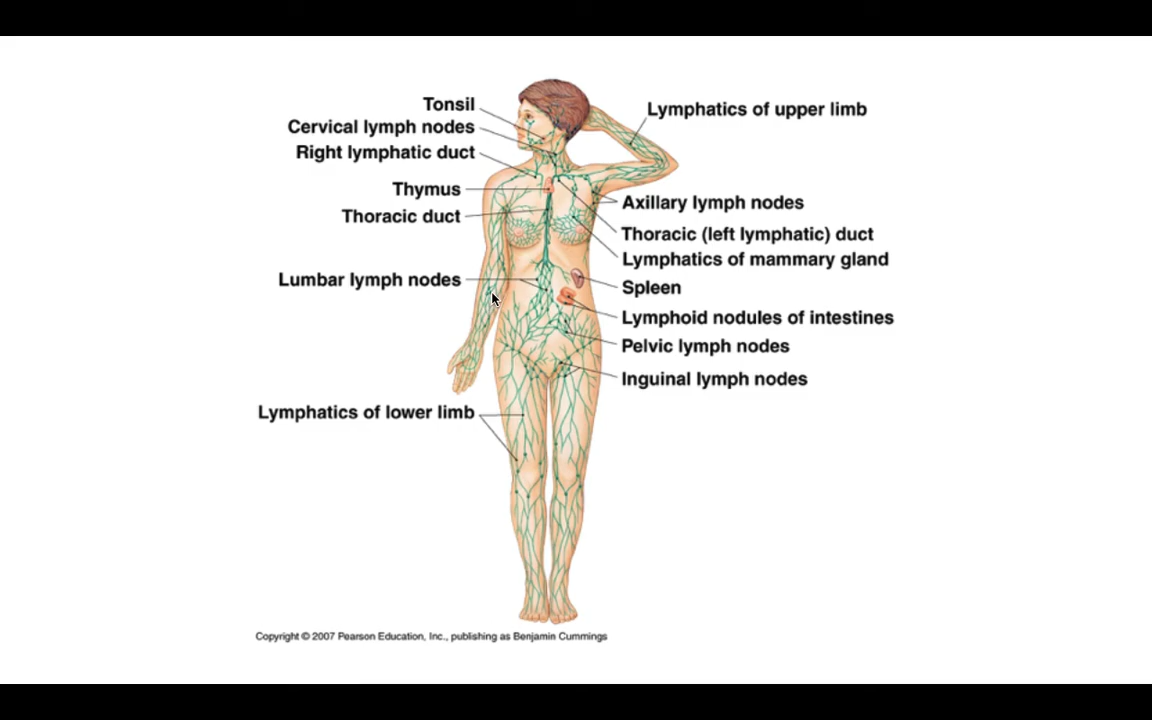 Tonsil
Cervical lymph nodes
Right lymphatic duct
Thymus
Thoracic duct
Lumbar lymph nodes
Lymphatics of lower limb
Lymphatics of upper limb
Axillary lymph nodes
Thoracic (left lymphatic) duct
Lymphatics of mammary gland
Spleen
Lymphoid nodules of intestines
Pelvic lymph nodes
Inguinal lymph nodes
Copyright © 2007 Pearson Education, Inc., publishing as Benjamin Cummings